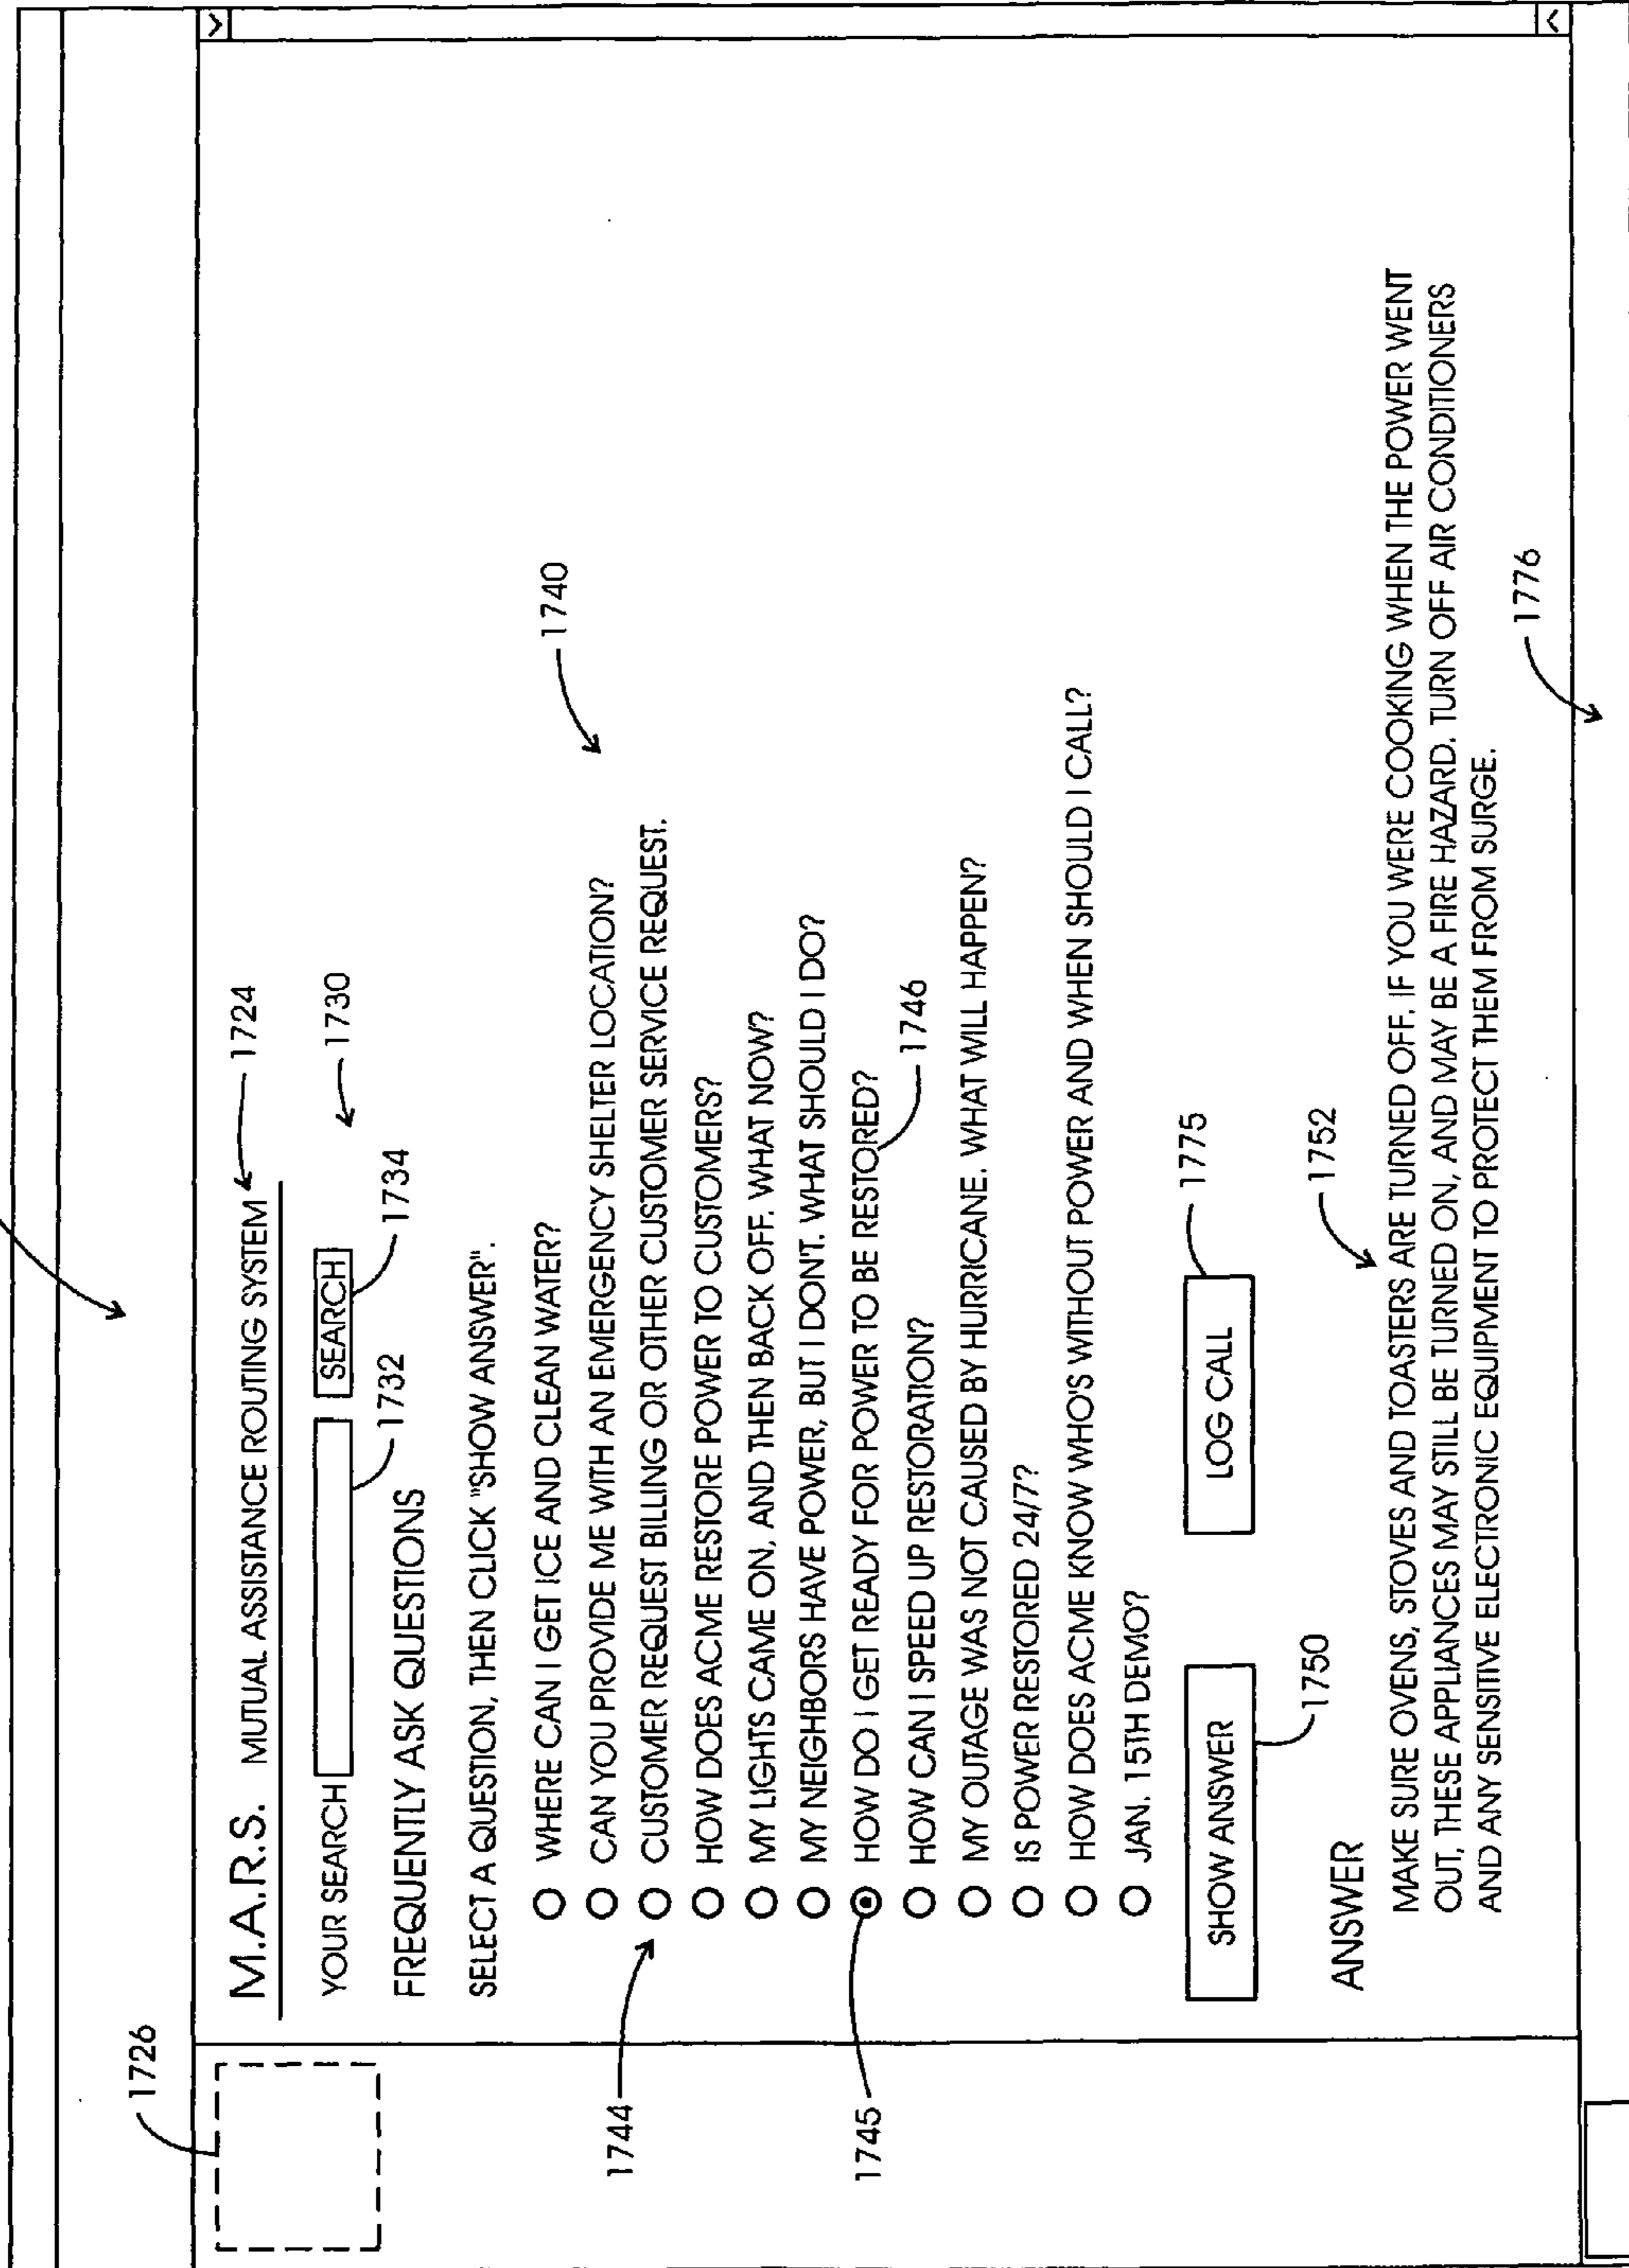 1726
M.A.R.S. MUTUAL ASSISTANCE ROUTING SYSTEM 1724
YOUR SEARCH SEARCH 1730
1732 1734
FREQUENTLY ASK QUESTIONS
SELECT A QUESTION, THEN CLICK "SHOW ANSWER".
WHERE CAN I GET ICE AND CLEAN WATER? 1740
CAN YOU PROVIDE ME WITH AN EMERGENCY SHELTER LOCATION?
1744 CUSTOMER REQUEST BILLING OR OTHER CUSTOMER SERVICE REQUEST.
HOW DOES ACME RESTORE POWER TO CUSTOMERS?
MY LIGHTS CAME ON, AND THEN BACK OFF. WHAT NOW?
MY NEIGHBORS HAVE POWER, BUT I DON'T. WHAT SHOULD I DO?
1745 HOW DO I GET READY FOR POWER TO BE RESTORED?
HOW CAN I SPEED UP RESTORATION? 1746
MY OUTAGE WAS NOT CAUSED BY HURRICANE. WHAT WILL HAPPEN?
IS POWER RESTORED 24/7?
HOW DOES ACME KNOW WHO'S WITHOUT POWER AND WHEN SHOULD I CALL?
JAN. 15TH DEMO?
SHOW ANSWER LOG CALL 1775
1750
1752
ANSWER
MAKE SURE OVENS, STOVES AND TOASTERS ARE TURNED OFF. IF YOU WERE COOKING WHEN THE POWER WENT
OUT, THESE APPLIANCES MAY STILL BE TURNED ON, AND MAY BE A FIRE HAZARD. TURN OFF AIR CONDITIONERS
AND ANY SENSITIVE ELECTRONIC EQUIPMENT TO PROTECT THEM FROM SURGE.
1776